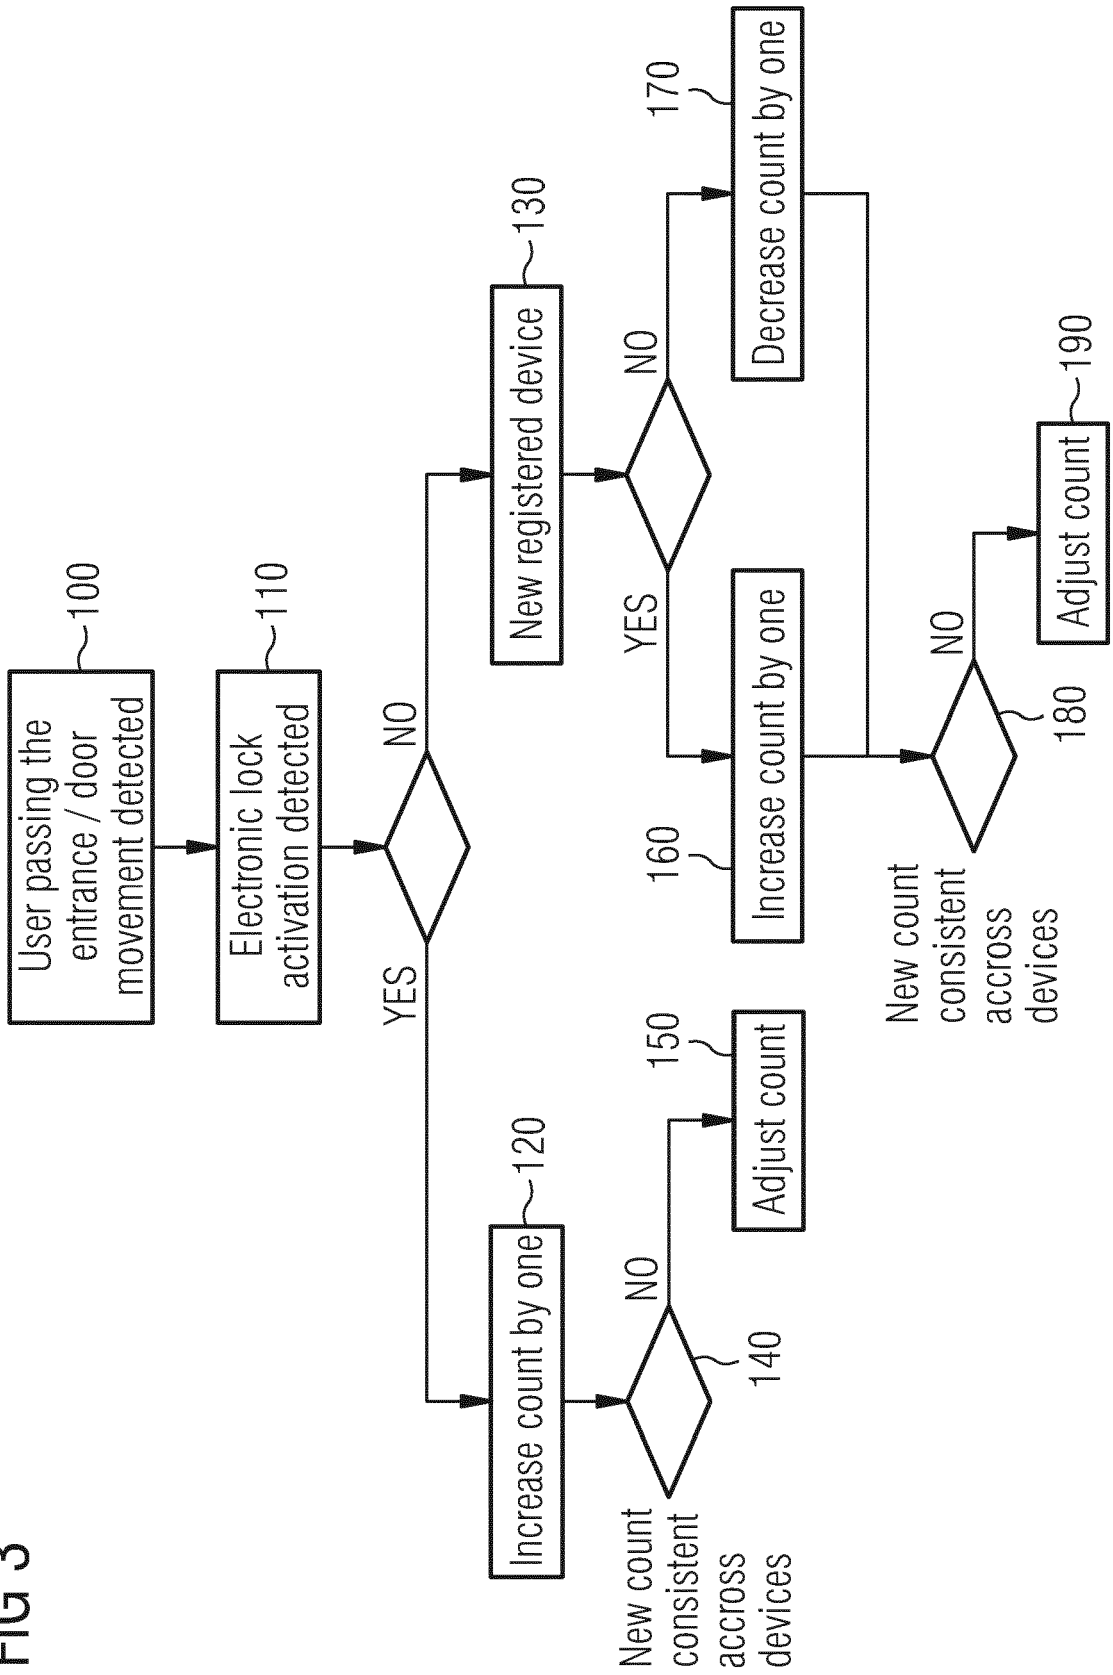 FIG 3
User passing the
entrance / door
movement detected
100
Electronic lock
activation detected
110
YES
NO
Increase count by one
120
New registered device
130
New count
consistent
accross
devices
140
NO
Adjust count
150
YES
NO
160
Increase count by one
170
Decrease count by one
New count
consistent
accross
devices
180
NO
Adjust count
190